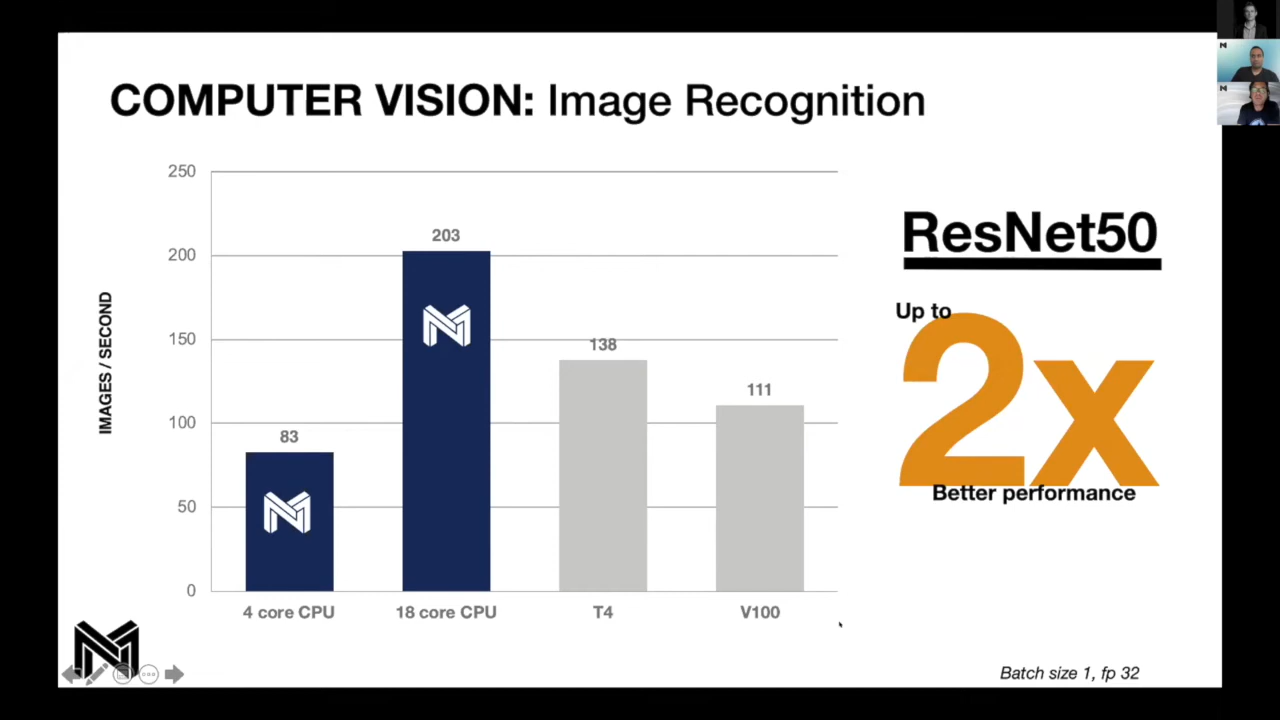 COMPUTER VISION: Image Recognition
IMAGES / SECOND
250
200
150
100
50
0
83
203
138
111
4 core CPU
18 core CPU
T4
V100
ResNet50
Up to
2x
Better performance
Batch size 1, fp 32